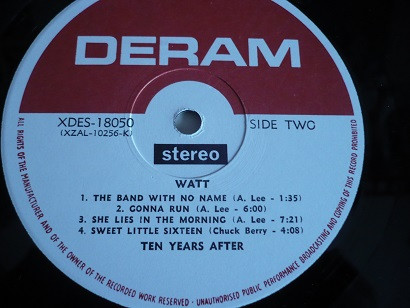 DERAM
XDES-18050
(XZAL-10256-K)
SIDE TWO
stereo
WATT
1. THE BAND WITH NO NAME (A. Lee - 1:35)
2. GONNA RUN (A. Lee - 6:00)
3. SHE LIES IN THE MORNING (A. Lee - 7:21)
4. SWEET LITTLE SIXTEEN (Chuck Berry - 4:08)
TEN YEARS AFTER
ALL RIGHTS OF THE MANUFACTURER AND OF THE OWNER OF THE RECORDED WORK RESERVED · UNAUTHORISED PUBLIC PERFORMANCE BROADCASTING AND COPYING OF THIS RECORD PROHIBITED